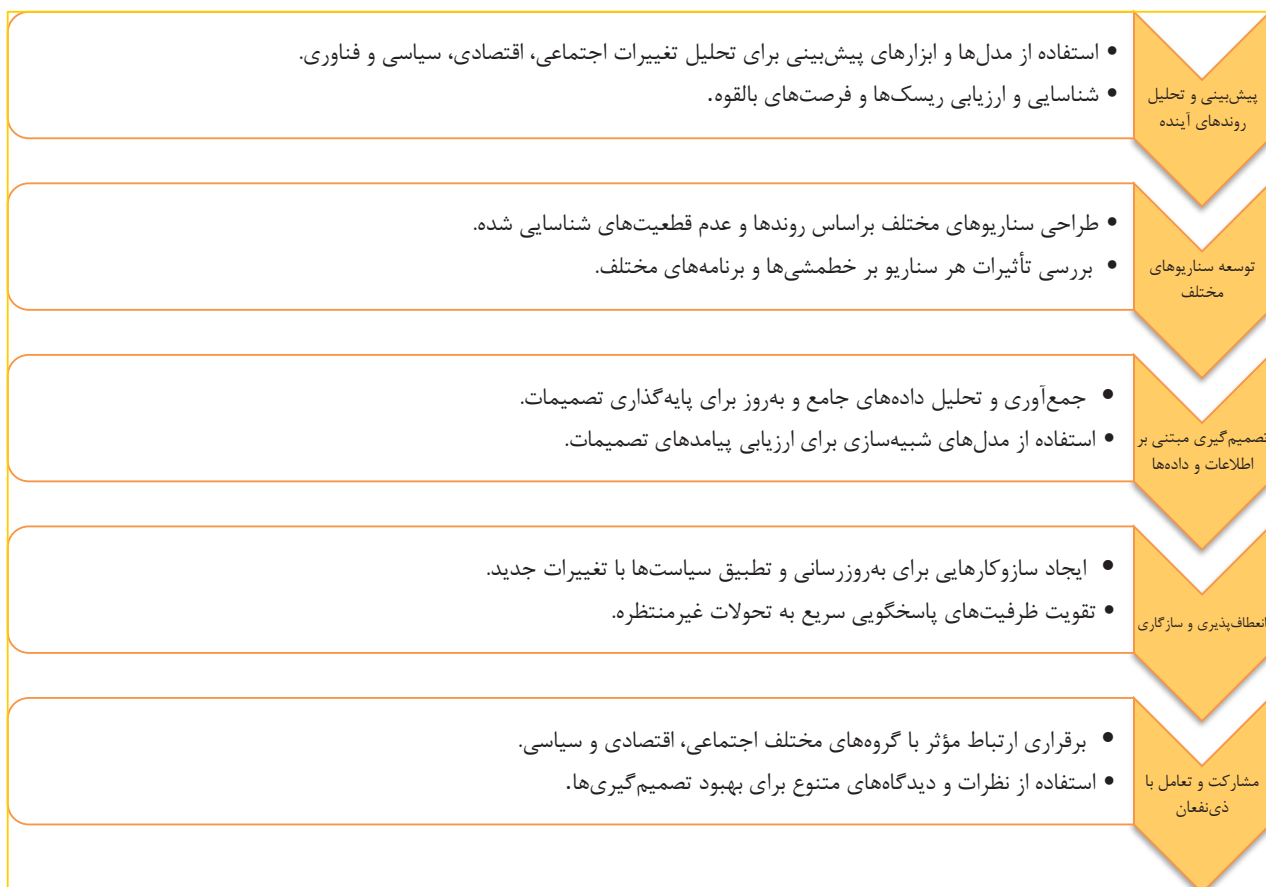 پیش‌بینی و تحلیل
روندهای آینده
• استفاده از مدل‌ها و ابزارهای پیش‌بینی برای تحلیل تغییرات اجتماعی، اقتصادی، سیاسی و فناوری.
• شناسایی و ارزیابی ریسک‌ها و فرصت‌های بالقوه.
توسعه سناریوهای
مختلف
• طراحی سناریوهای مختلف براساس روندها و عدم قطعیت‌های شناسایی شده.
• بررسی تأثیرات هر سناریو بر خط‌مشی‌ها و برنامه‌های مختلف.
تصمیم‌گیری مبتنی بر
اطلاعات و داده‌ها
• جمع‌آوری و تحلیل داده‌های جامع و به‌روز برای پایه‌گذاری تصمیمات.
• استفاده از مدل‌های شبیه‌سازی برای ارزیابی پیامدهای تصمیمات.
انعطاف‌پذیری و سازگاری
• ایجاد سازوکارهایی برای به‌روزرسانی و تطبیق سیاست‌ها با تغییرات جدید.
• تقویت ظرفیت‌های پاسخگویی سریع به تحولات غیرمنتظره.
مشارکت و تعامل با
ذی‌نفعان
• برقراری ارتباط مؤثر با گروه‌های مختلف اجتماعی، اقتصادی و سیاسی.
• استفاده از نظرات و دیدگاه‌های متنوع برای بهبود تصمیم‌گیری‌ها.